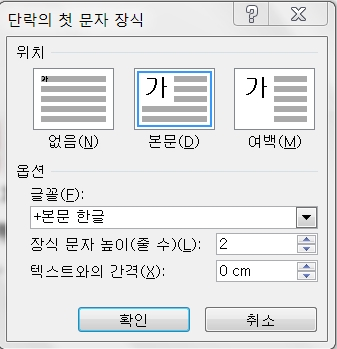 단락의 첫 문자 장식
위치
가 가 가
없음(N) 본문(D) 여백(M)
옵션
글꼴(F):
+본문 한글
장식 문자 높이(줄 수)(L): 2
텍스트와의 간격(X): 0 cm
확인 취소